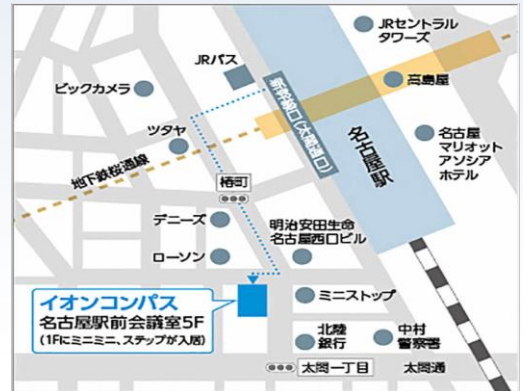 JRセントラル
タワーズ
JRバス
ビックカメラ
高島屋
新幹線口(太閤通口)
ツタヤ
名古屋駅
名古屋
マリオット
アソシア
ホテル
地下鉄桜通線
椿町
デニーズ
明治安田生命
名古屋西口ビル
ローソン
イオンコンパス
名古屋駅前会議室5F
(1Fにミニミニ、ステップが入居)
ミニストップ
北陸
銀行
中村
警察署
太閤一丁目
太閤通